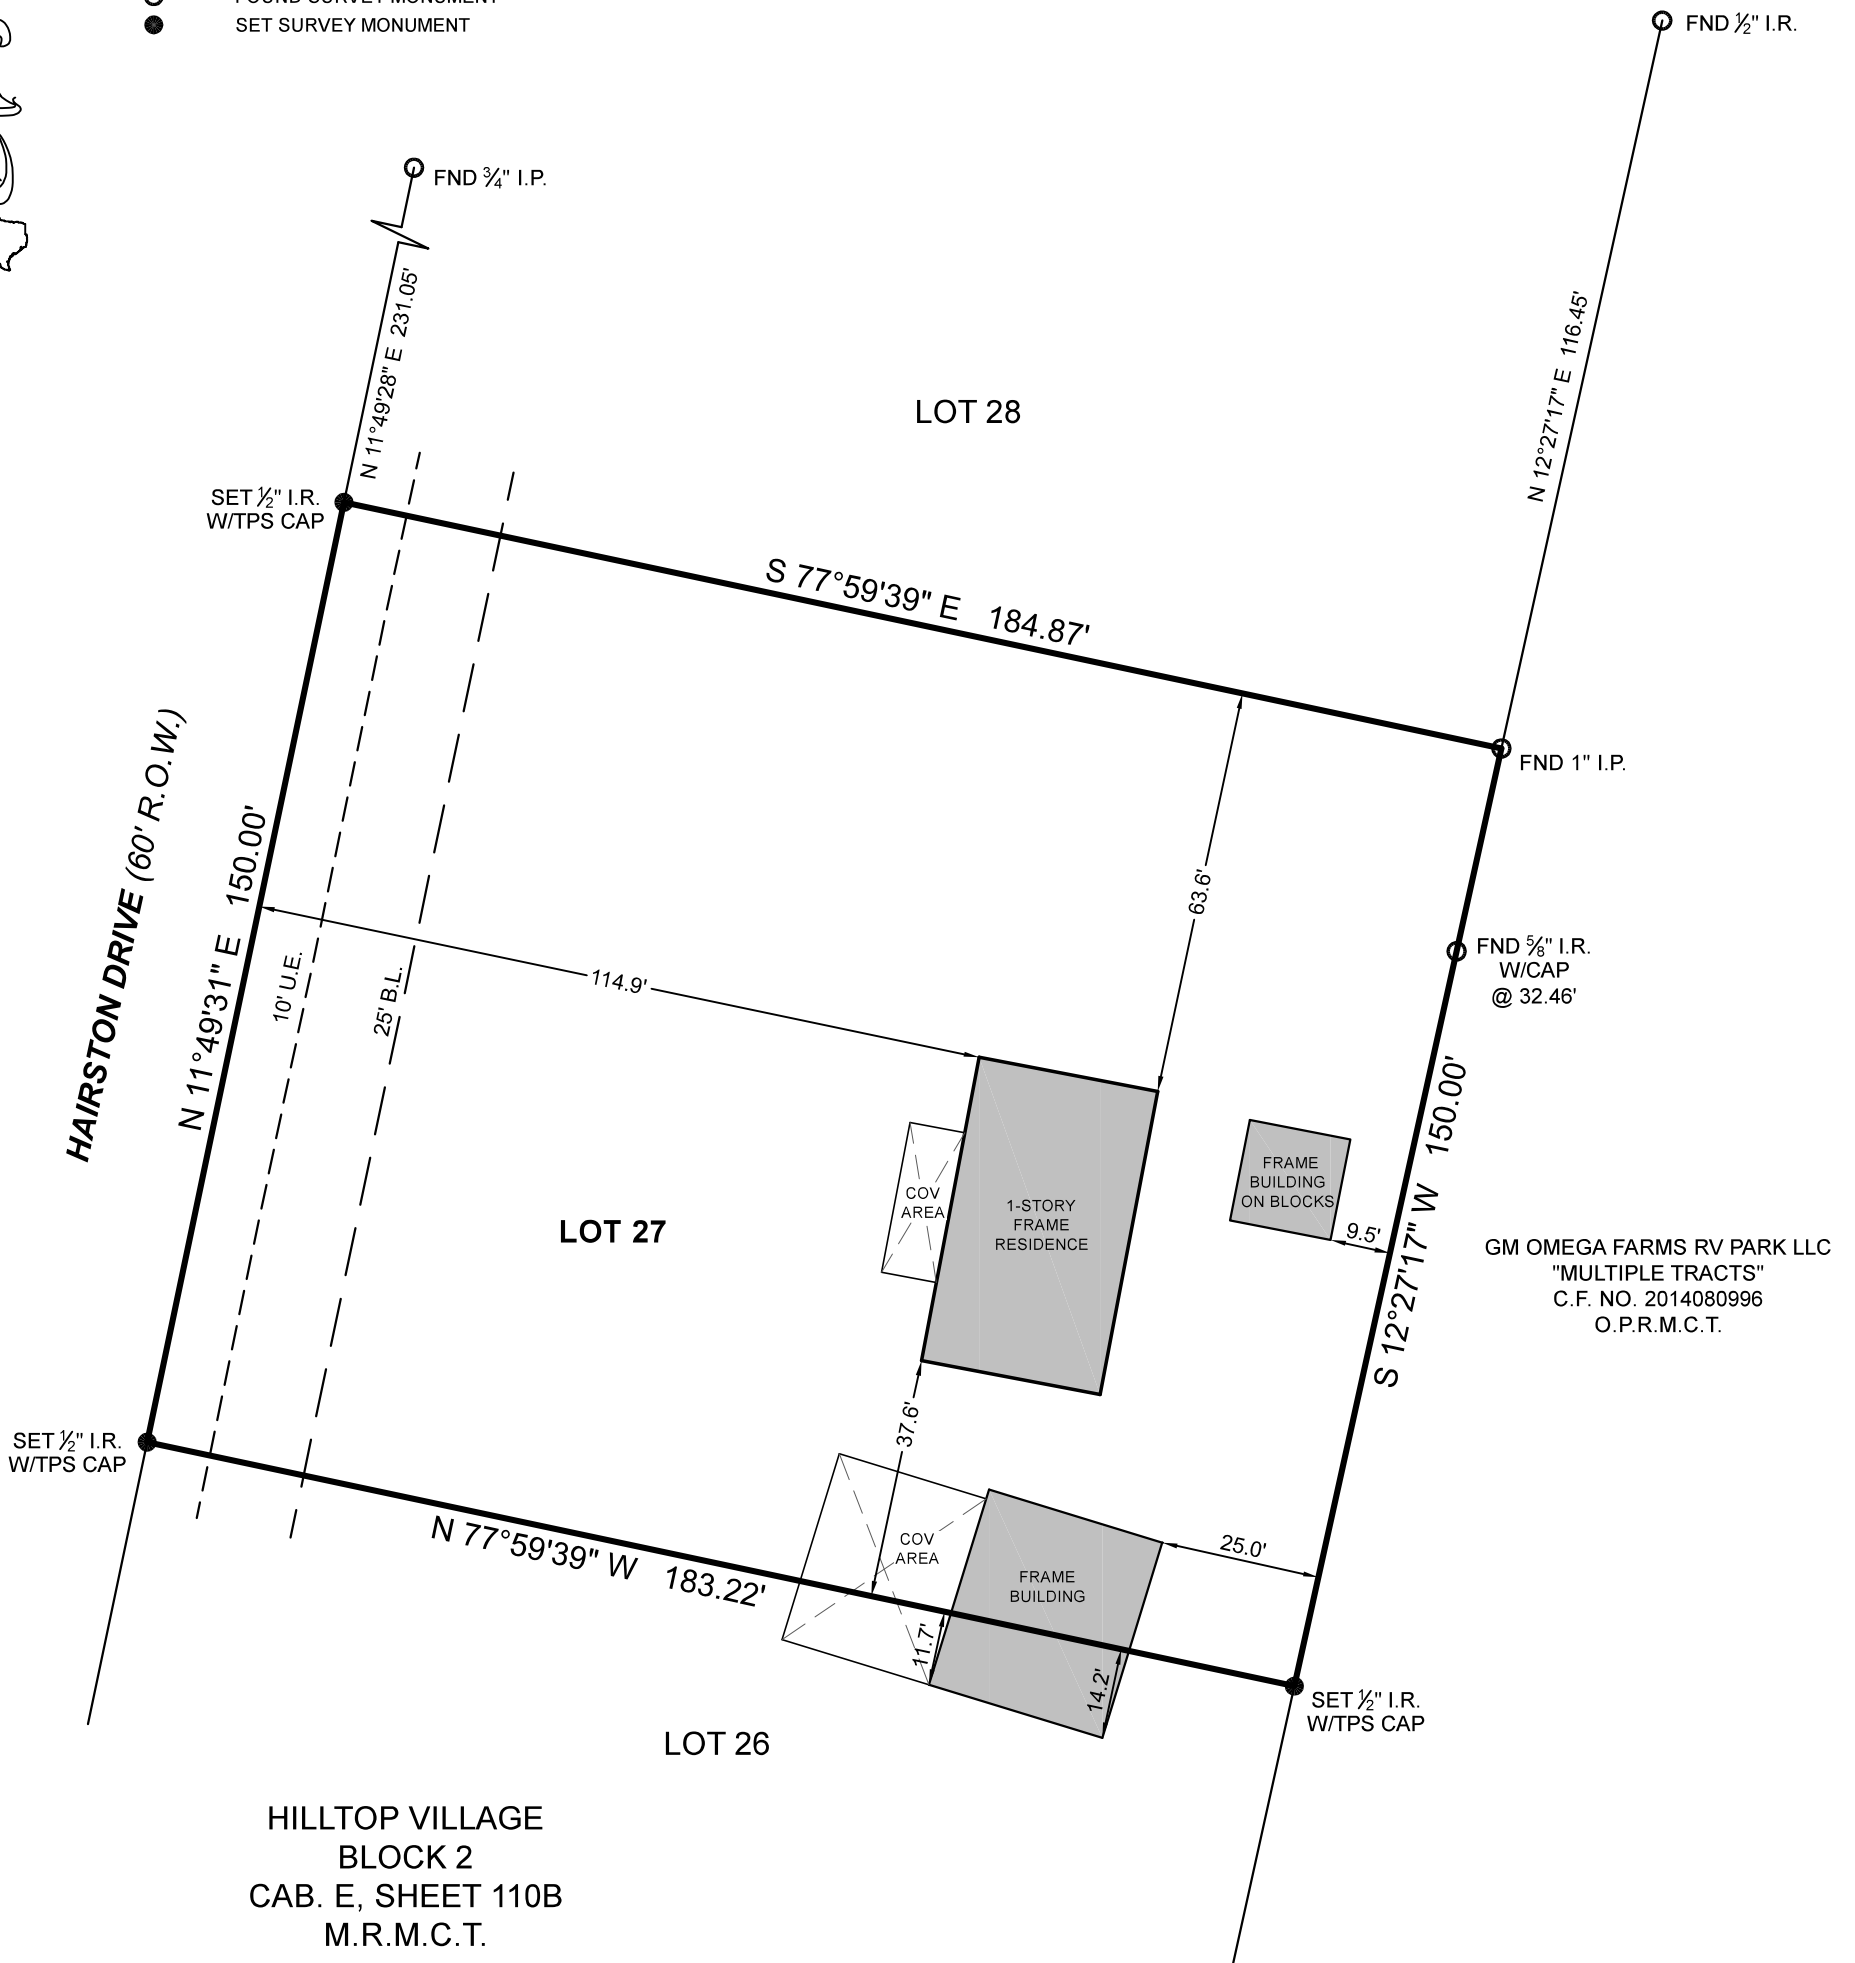 FOUND SURVEY MONUMENT
SET SURVEY MONUMENT
FND ½" I.R.
FND ¾" I.P.
N 11°49'28" E 231.05'
N 12°27'17" E 116.45'
LOT 28
SET ½" I.R.
W/TPS CAP
S 77°59'39" E 184.87'
FND 1" I.P.
HAIRSTON DRIVE (60' R.O.W.)
N 11°49'31" E 150.00'
10' U.E.
25' B.L.
114.9'
63.6'
FND ⅝" I.R.
W/CAP
@ 32.46'
COV
AREA
1-STORY
FRAME
RESIDENCE
FRAME
BUILDING
ON BLOCKS
9.5'
S 12°27'17" W 150.00'
LOT 27
GM OMEGA FARMS RV PARK LLC
"MULTIPLE TRACTS"
C.F. NO. 2014080996
O.P.R.M.C.T.
SET ½" I.R.
W/TPS CAP
37.6'
N 77°59'39" W 183.22'
COV
AREA
FRAME
BUILDING
25.0'
11.7'
14.2'
SET ½" I.R.
W/TPS CAP
LOT 26
HILLTOP VILLAGE
BLOCK 2
CAB. E, SHEET 110B
M.R.M.C.T.